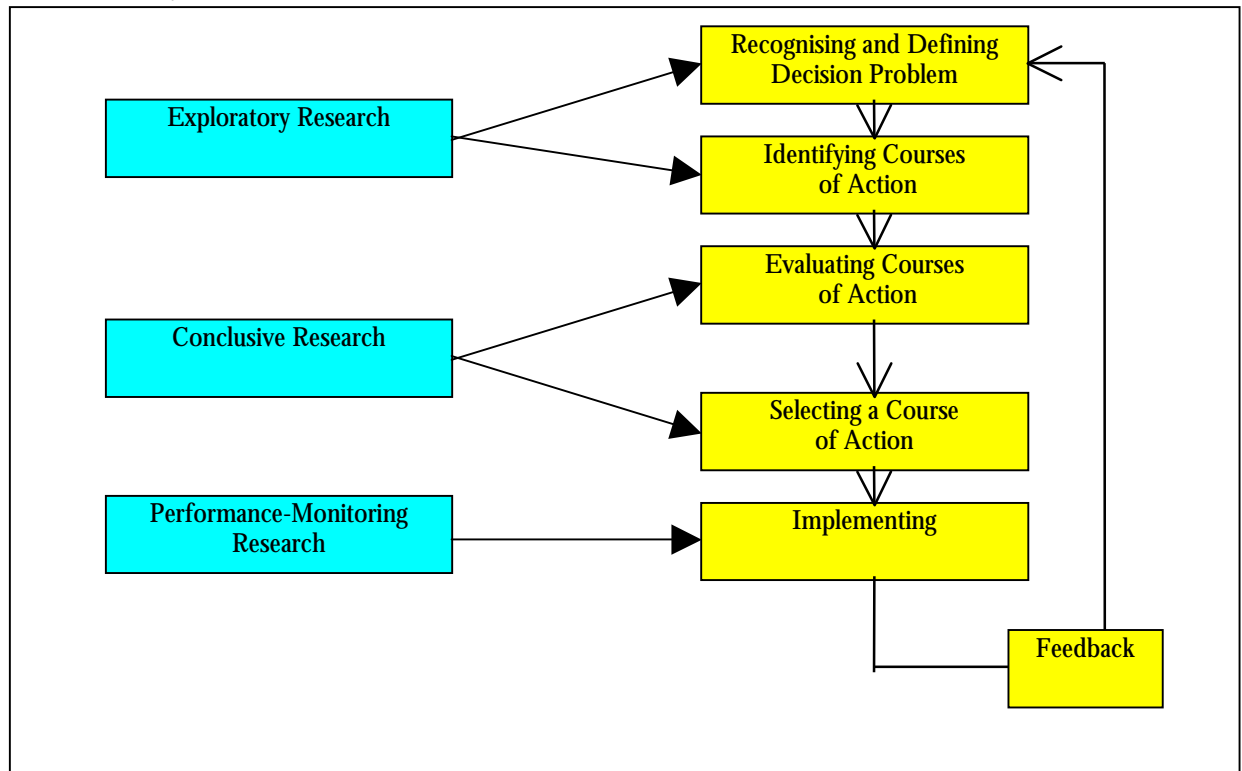 Recognising and Defining
Decision Problem
Exploratory Research
Identifying Courses
of Action
Evaluating Courses
of Action
Conclusive Research
Selecting a Course
of Action
Performance-Monitoring
Research
Implementing
Feedback